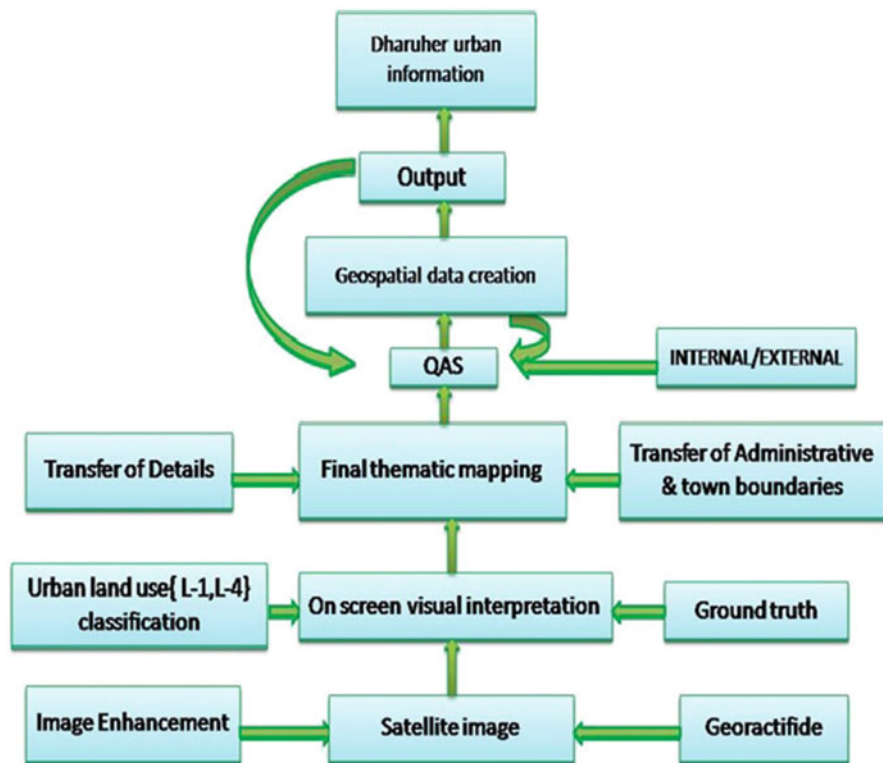 Dharuher urban
information
Output
Geospatial data creation
QAS
INTERNAL/EXTERNAL
Transfer of Details
Final thematic mapping
Transfer of Administrative
& town boundaries
Urban land use{ L-1,L-4}
classification
On screen visual interpretation
Ground truth
Image Enhancement
Satellite image
Georactifide